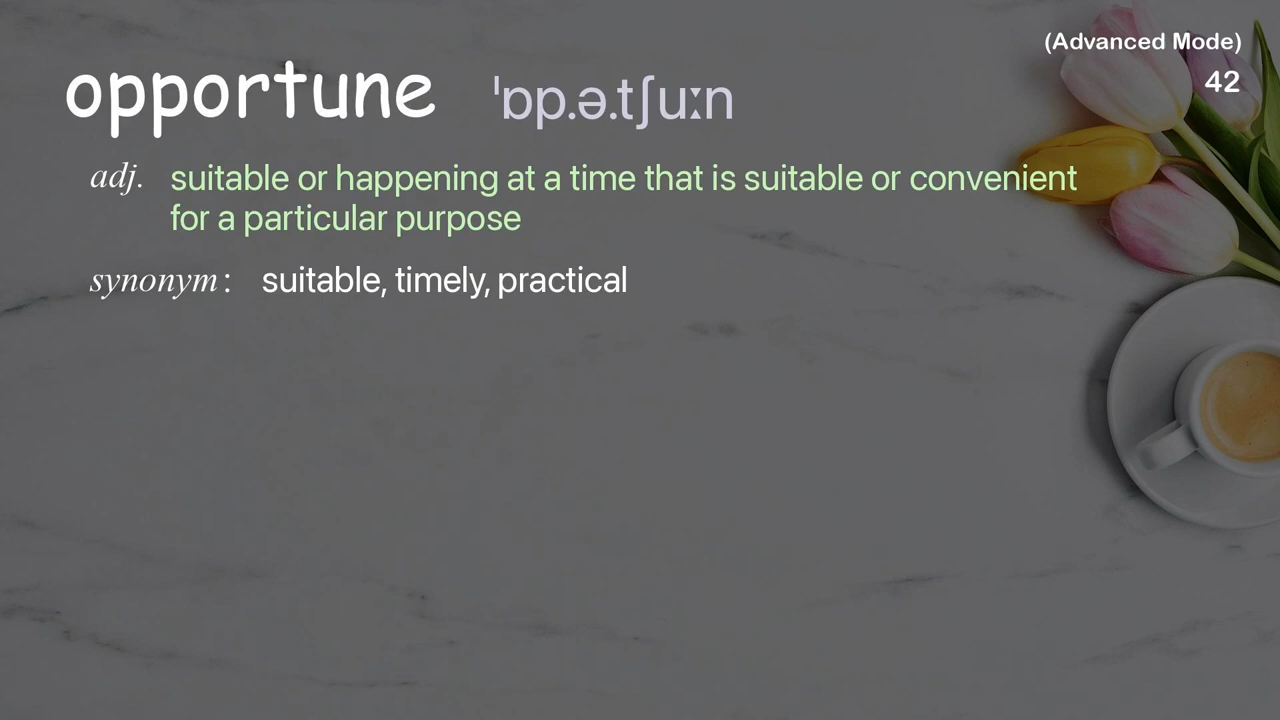 (Advanced Mode)
opportune ˈɒp.ə.tʃuːn
42
adj. suitable or happening at a time that is suitable or convenient
for a particular purpose
synonym: suitable, timely, practical